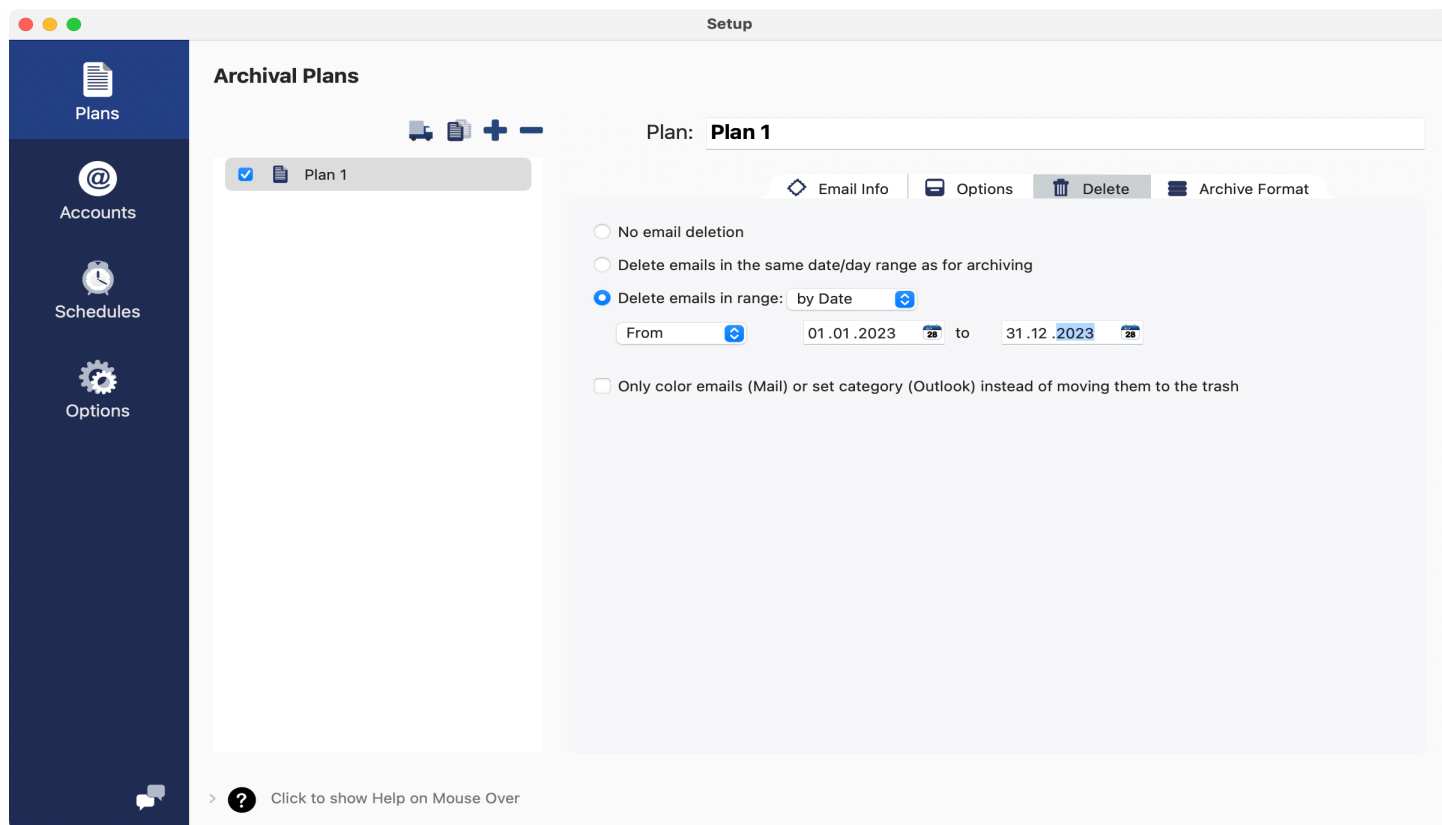 Setup
Plans
Accounts
Schedules
Options
Archival Plans
Plan 1
Plan: Plan 1
Email Info Options Delete Archive Format
No email deletion
Delete emails in the same date/day range as for archiving
Delete emails in range: by Date
From 01.01.2023 28 to 31.12.2023 28
Only color emails (Mail) or set category (Outlook) instead of moving them to the trash
? Click to show Help on Mouse Over